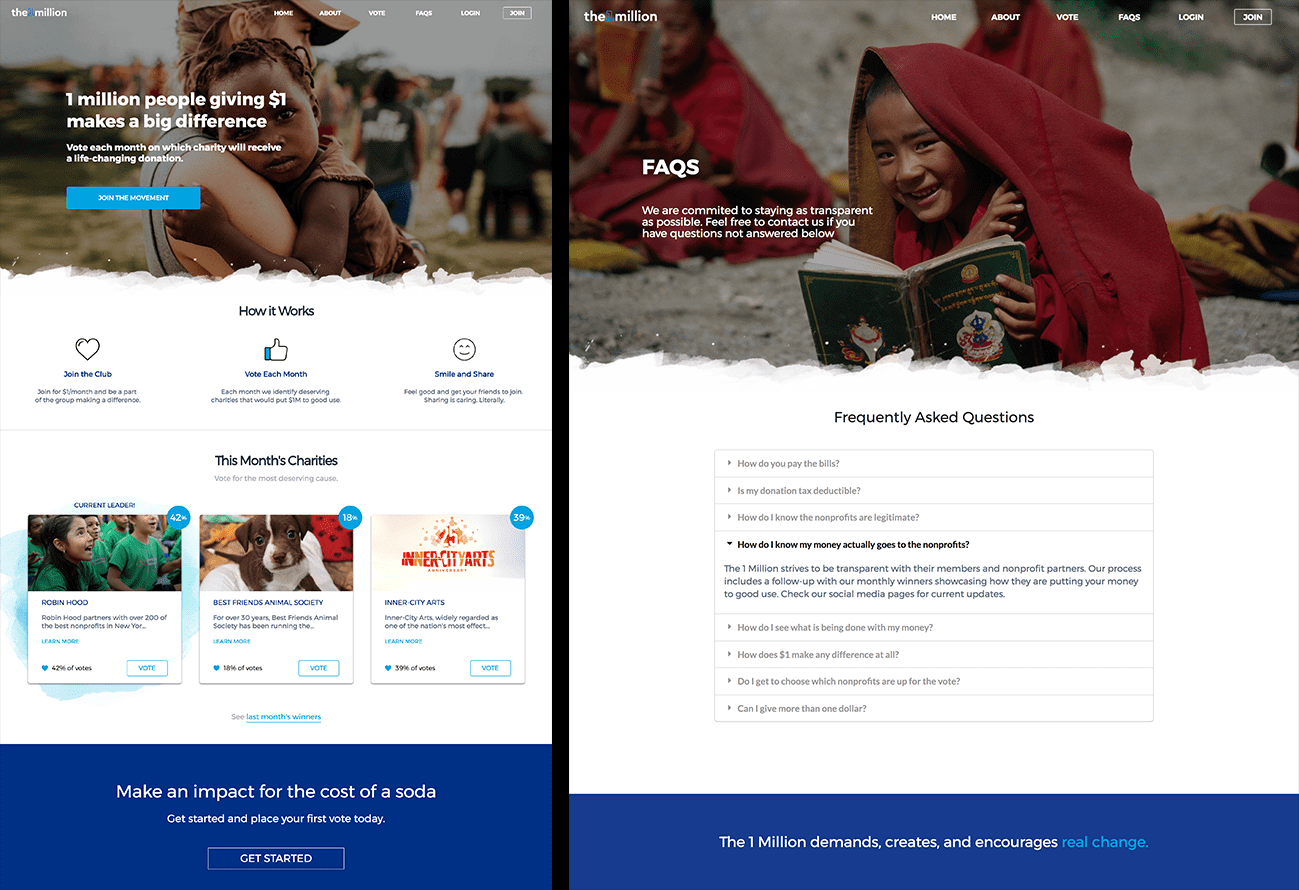 the1million
HOME
ABOUT
VOTE
FAQS
LOGIN
JOIN
1 million people giving $1
makes a big difference
Vote each month on which charity will receive
a life-changing donation.
JOIN THE MOVEMENT
How it Works
Join the Club
Join for $1/month and be a part
of the group making a difference.
Vote Each Month
Each month we identify deserving
charities that would put $1M to good use.
Smile and Share
Feel good and get your friends to join.
Sharing is caring, Literally.
This Month's Charities
Vote for the most deserving cause.
CURRENT LEADER!
42%
ROBIN HOOD
Robin Hood partners with over 200 of
the best nonprofits in New Yor...
LEARN MORE
42% of votes
VOTE
18%
BEST FRIENDS ANIMAL SOCIETY
For over 30 years, Best Friends Animal
Society has been running the...
LEARN MORE
18% of votes
VOTE
39%
INNER-CITYARTS
ANNIVERSARY
INNER-CITY ARTS
Inner-City Arts, widely regarded as
one of the nation's most effect...
LEARN MORE
39% of votes
VOTE
See last month's winners
Make an impact for the cost of a soda
Get started and place your first vote today.
GET STARTED
the1million
HOME
ABOUT
VOTE
FAQS
LOGIN
JOIN
FAQS
We are commited to staying as transparent
as possible. Feel free to contact us if you
have questions not answered below
Frequently Asked Questions
How do you pay the bills?
Is my donation tax deductible?
How do I know the nonprofits are legitimate?
How do I know my money actually goes to the nonprofits?
The 1 Million strives to be transparent with their members and nonprofit partners. Our process
includes a follow-up with our monthly winners showcasing how they are putting your money
to good use. Check our social media pages for current updates.
How do I see what is being done with my money?
How does $1 make any difference at all?
Do I get to choose which nonprofits are up for the vote?
Can I give more than one dollar?
The 1 Million demands, creates, and encourages real change.